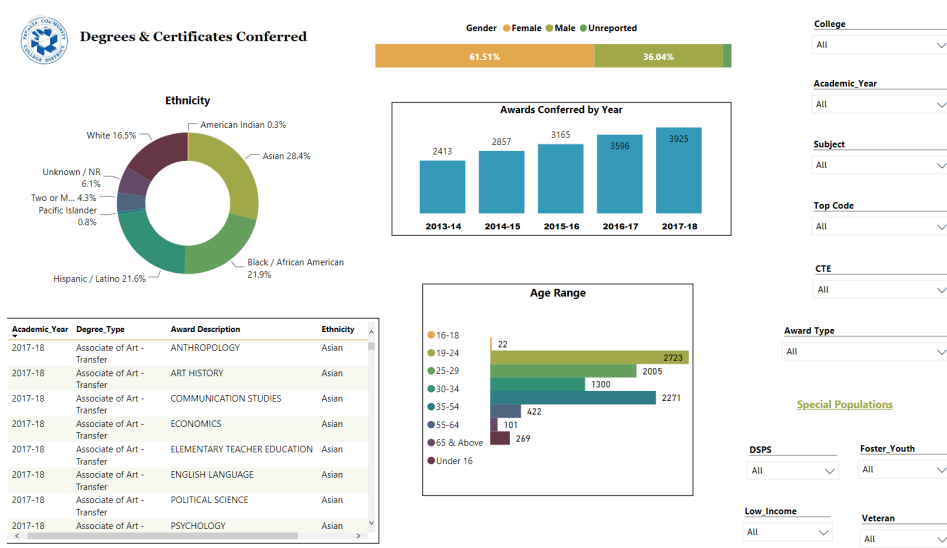 PERALTA COMMUNITY
COLLEGE DISTRICT
Degrees & Certificates Conferred
Gender Female Male Unreported
61.51% 36.04%
Ethnicity
American Indian 0.3%
White 16.5%
Asian 28.4%
Unknown / NR
6.1%
Two or M... 4.3%
Pacific Islander
0.8%
Black / African American
21.9%
Hispanic / Latino 21.6%
Awards Conferred by Year
2413 2857 3165 3596 3925
2013-14 2014-15 2015-16 2016-17 2017-18
Academic_Year Degree_Type Award Description Ethnicity
2017-18 Associate of Art - ANTHROPOLOGY Asian
Transfer
2017-18 Associate of Art - ART HISTORY Asian
Transfer
2017-18 Associate of Art - COMMUNICATION STUDIES Asian
Transfer
2017-18 Associate of Art - ECONOMICS Asian
Transfer
2017-18 Associate of Art - ELEMENTARY TEACHER EDUCATION Asian
Transfer
2017-18 Associate of Art - ENGLISH LANGUAGE Asian
Transfer
2017-18 Associate of Art - POLITICAL SCIENCE Asian
Transfer
2017-18 Associate of Art - PSYCHOLOGY Asian
Age Range
16-18
19-24
25-29
30-34
35-54
55-64
65 & Above
Under 16
22
2723
2005
1300
2271
422
101
269
College
All
Academic_Year
All
Subject
All
Top Code
All
CTE
All
Award Type
All
Special Populations
DSPS Foster_Youth
All All
Low_Income Veteran
All All